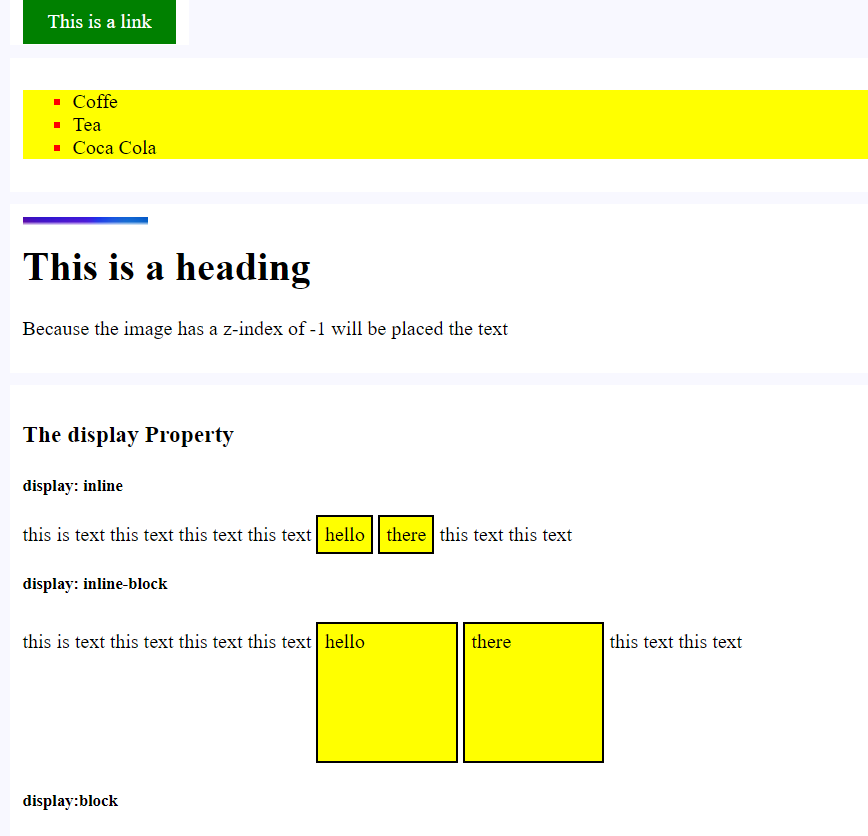 This is a link
Coffe
Tea
Coca Cola
This is a heading
Because the image has a z-index of -1 will be placed the text
The display Property
display: inline
this is text this text this text this text hello there this text this text
display: inline-block
this is text this text this text this text hello there this text this text
display:block